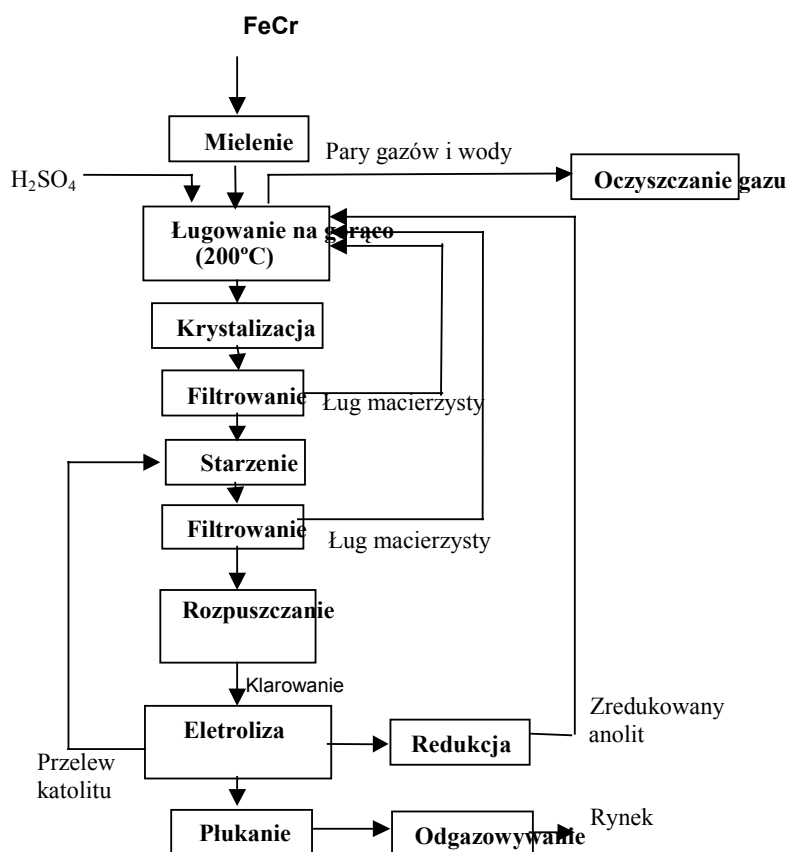 FeCr
Mielenie
Pary gazów i wody
H₂SO₄
Oczyszczanie gazu
Ługowanie na gorąco
(200ºC)
Krystalizacja
Filtrowanie
Ług macierzysty
Starzenie
Filtrowanie
Ług macierzysty
Rozpuszczanie
Klarowanie
Eletroliza
Redukcja
Zredukowany
anolit
Przelew
katolitu
Płukanie
Odgazowywanie
Rynek